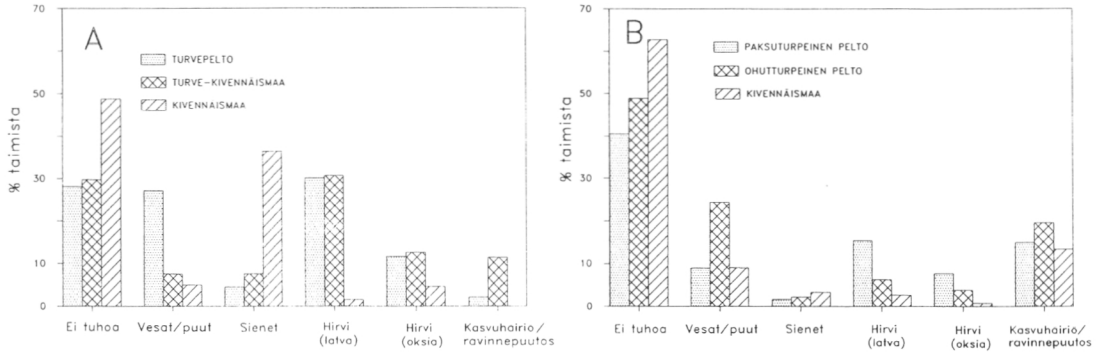 A
% taimista
70
50
30
10
0
TURVEPELTO
TURVE-KIVENNÄISMAA
KIVENNÄISMAA
Ei tuhoa
Vesat/puut
Sienet
Hirvi
(latva)
Hirvi
(oksia)
Kasvuhäiriö/
ravinnepuutos
B
% taimista
70
50
30
10
0
PAKSUTURPEINEN PELTO
OHUTTURPEINEN PELTO
KIVENNÄISMAA
Ei tuhoa
Vesat/puut
Sienet
Hirvi
(latva)
Hirvi
(oksia)
Kasvuhäiriö/
ravinnepuutos